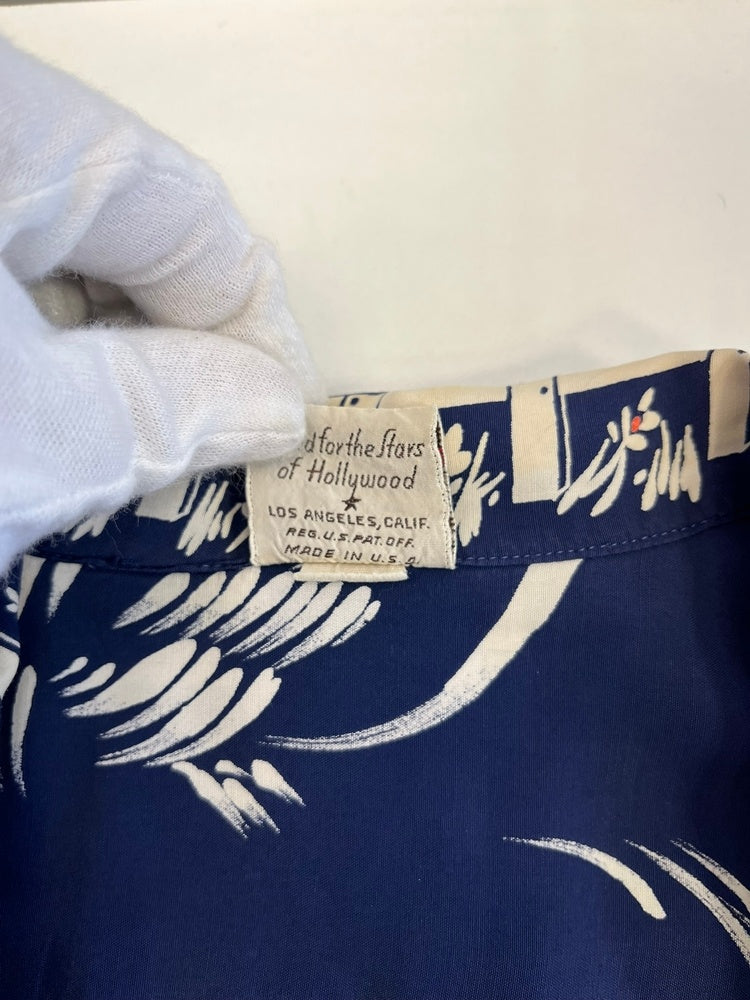 d for the Stars
of Hollywood
LOS ANGELES, CALIF.
REG. U.S. PAT. OFF.
MADE IN U.S.A.